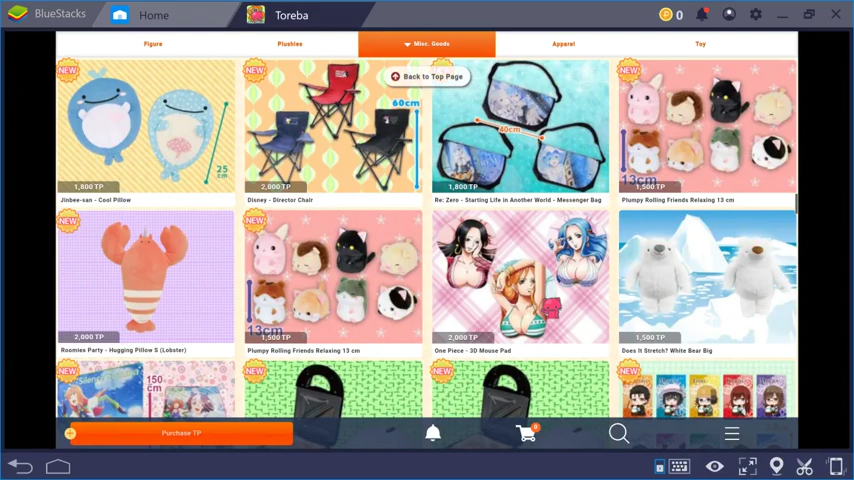 BlueStacks
Home
Toreba
0
Figure
Plushies
Misc. Goods
Apparel
Toy
Back to Top Page
NEW
25 cm
1,800 TP
Jinbee-san - Cool Pillow
NEW
60cm
2,000 TP
Disney - Director Chair
40cm
1,800 TP
Re: Zero - Starting Life in Another World - Messenger Bag
NEW
13cm
1,500 TP
Plumpy Rolling Friends Relaxing 13 cm
NEW
2,000 TP
Roomies Party - Hugging Pillow S (Lobster)
NEW
13cm
1,500 TP
Plumpy Rolling Friends Relaxing 13 cm
2,000 TP
One Piece - 3D Mouse Pad
1,500 TP
Does It Stretch? White Bear Big
NEW
150 cm
NEW
NEW
NEW
Purchase TP
0